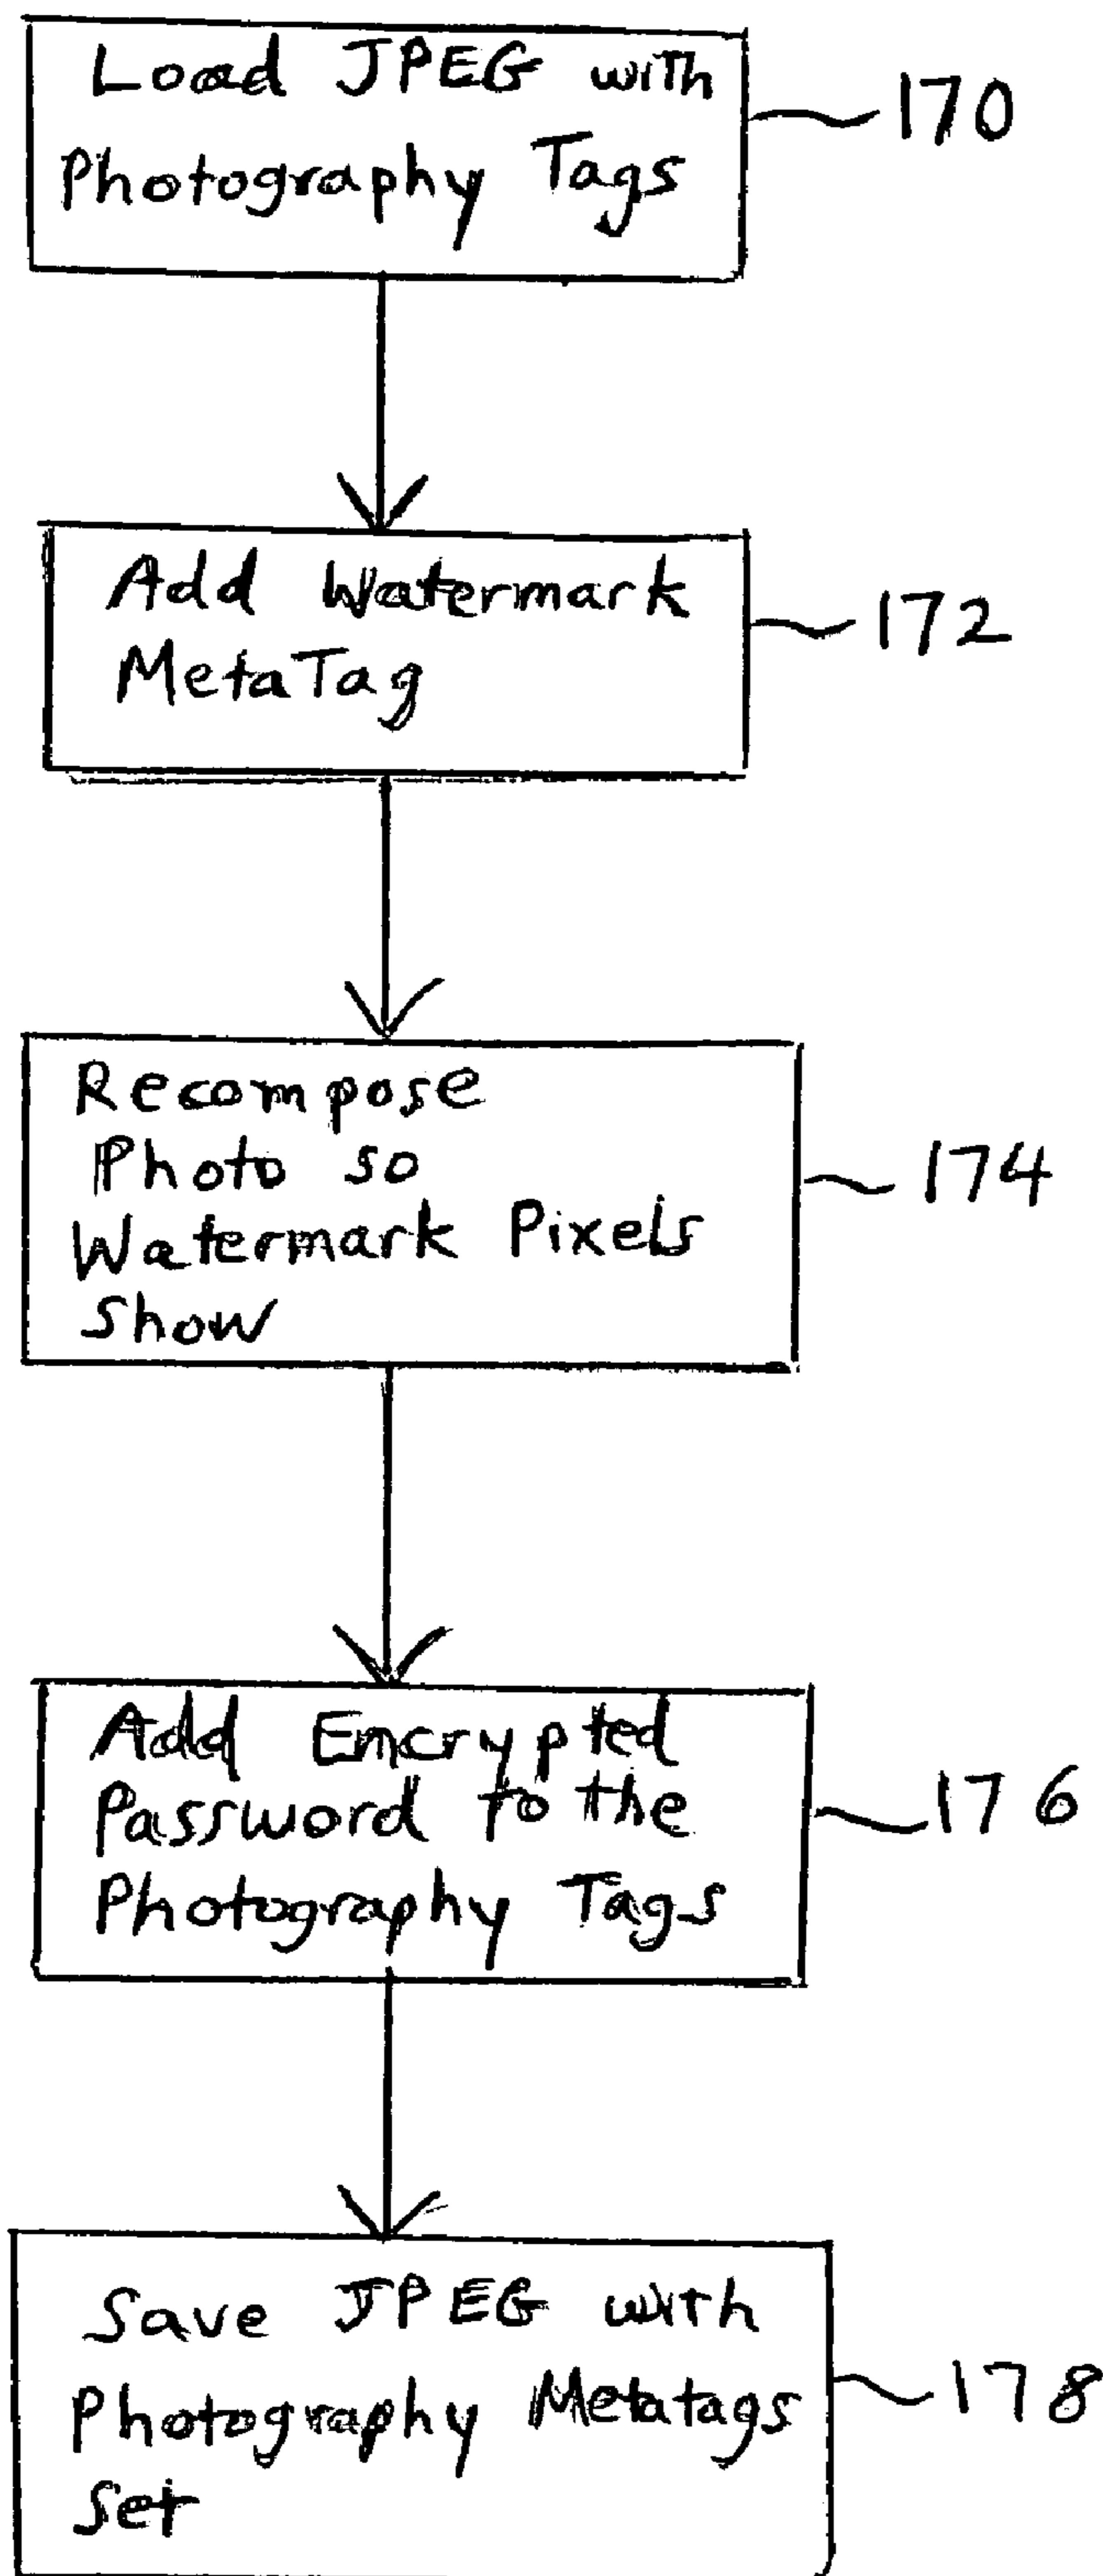 Load JPEG with
Photography Tags
170
Add Watermark
MetaTag
172
Recompose
Photo so
Watermark Pixels
Show
174
Add Encrypted
Password to the
Photography Tags
176
Save JPEG with
Photography Metatags
Set
178